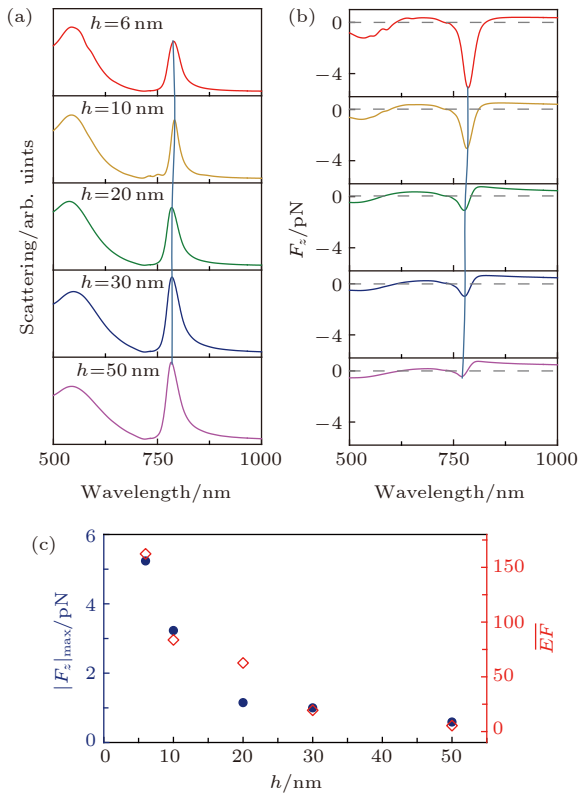 (a)
(b)
h=6 nm
h=10 nm
h=20 nm
h=30 nm
h=50 nm
Scattering/arb. uints
500 750 1000
Wavelength/nm
0
−4
0
−4
0
−4
0
−4
0
−4
F_z/pN
500 750 1000
Wavelength/nm
(c)
6
4
2
0
|F_z|max/pN
150
100
50
0
EF
0 10 20 30 40 50
h/nm